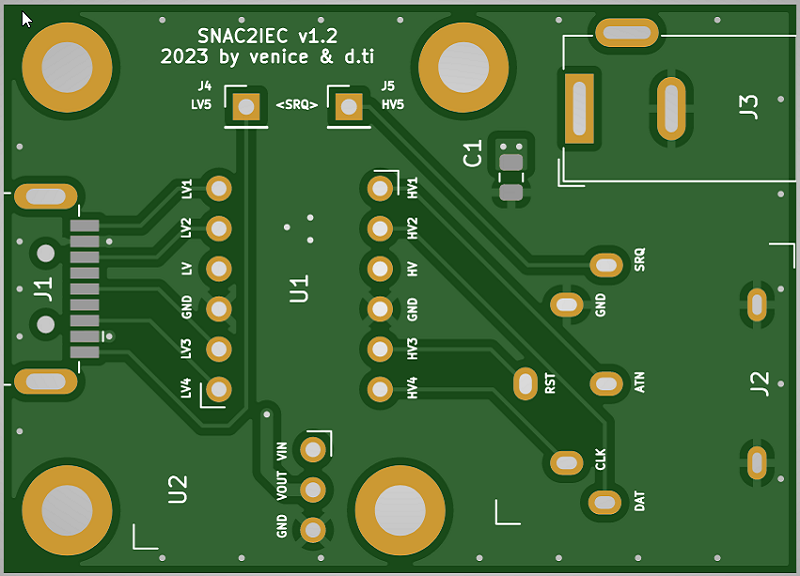 SNAC2IEC v1.2
2023 by venice & d.ti
J4
J5
LV5
<SRQ>
HV5
J3
C1
LV1
HV1
LV2
HV2
LV
HV
SRQ
J1
U1
GND
GND
GND
LV3
HV3
LV4
HV4
RST
ATN
J2
VIN
CLK
U2
VOUT
DAT
GND